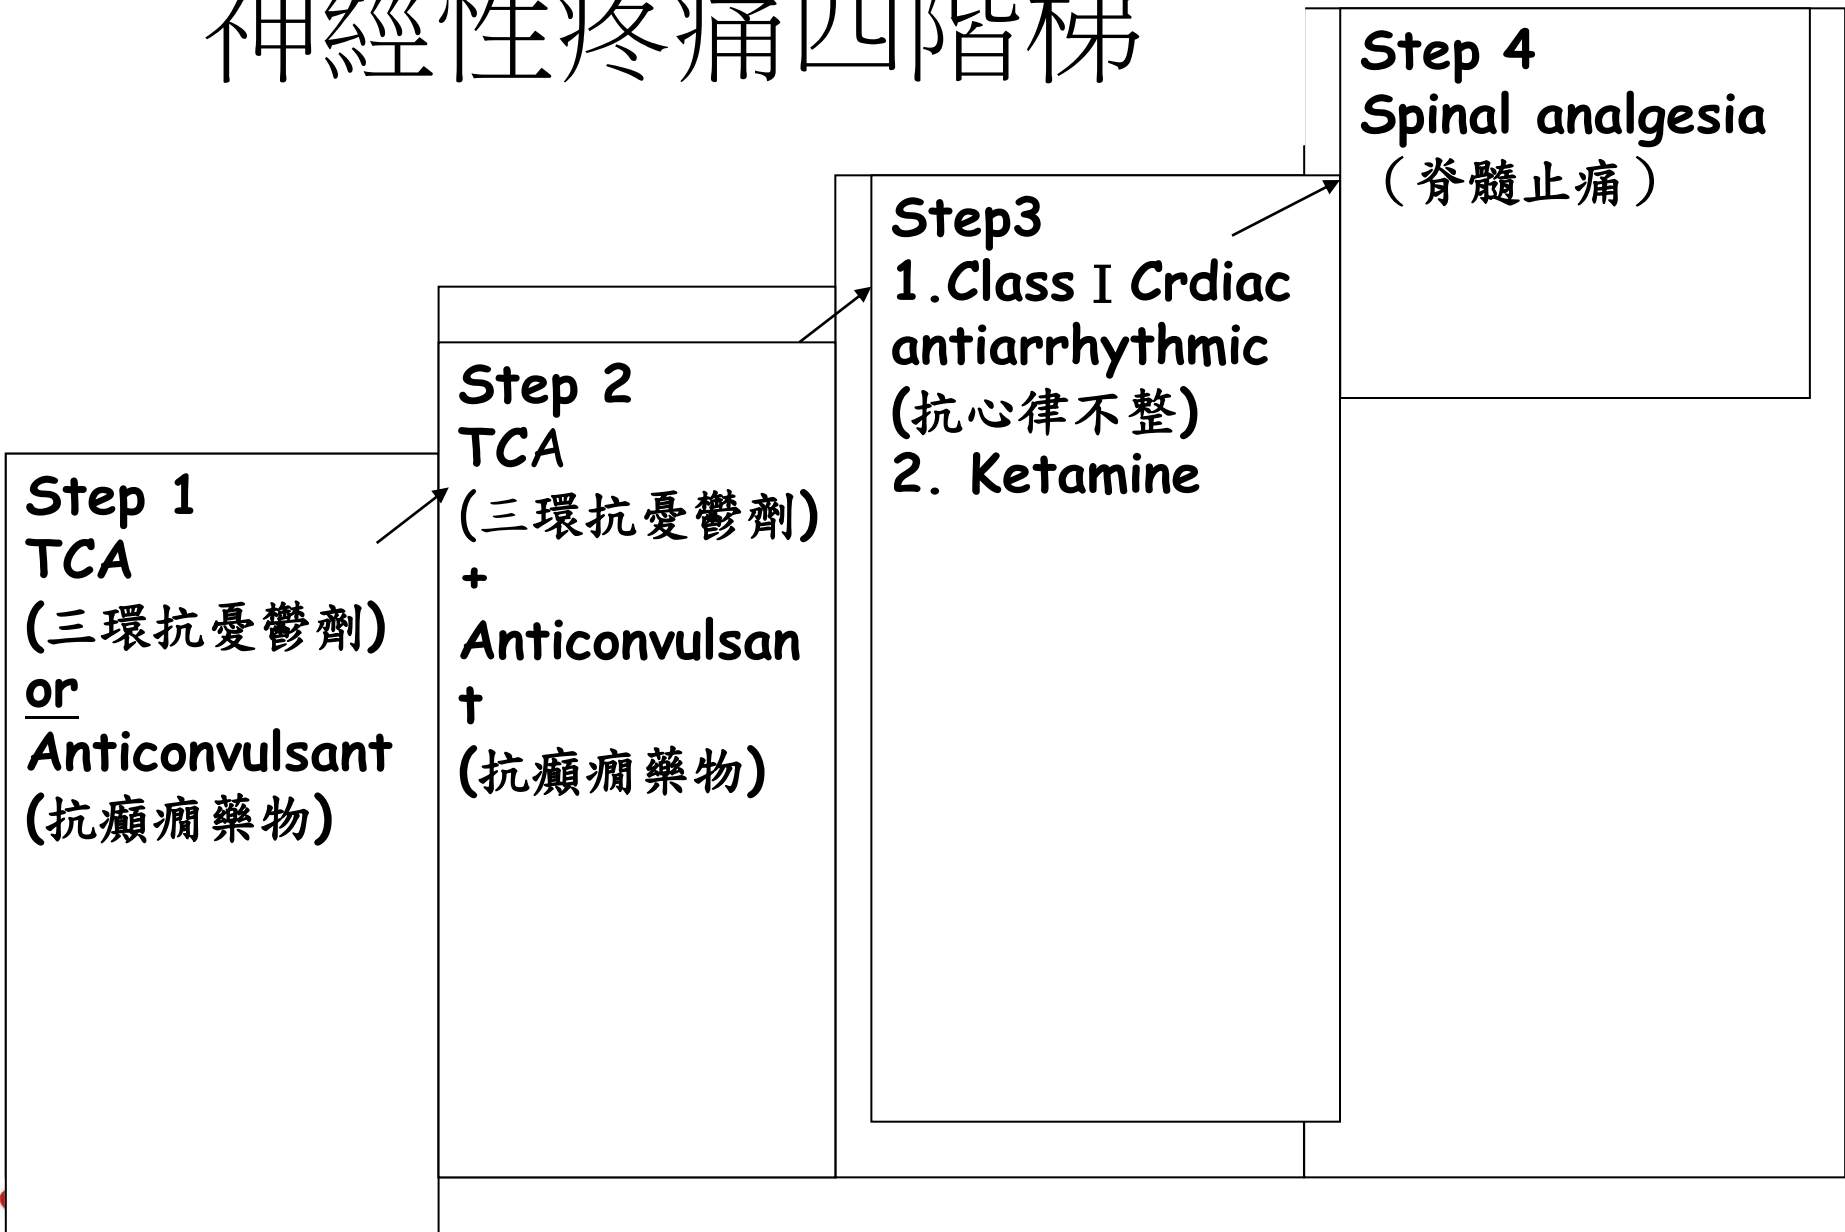 神經性疼痛四階梯
Step 1
TCA
(三環抗憂鬱劑)
or
Anticonvulsant
(抗癲癇藥物)
Step 2
TCA
(三環抗憂鬱劑)
+
Anticonvulsan
t
(抗癲癇藥物)
Step3
1.Class Ⅰ Crdiac
antiarrhythmic
(抗心律不整)
2. Ketamine
Step 4
Spinal analgesia
（脊髓止痛）